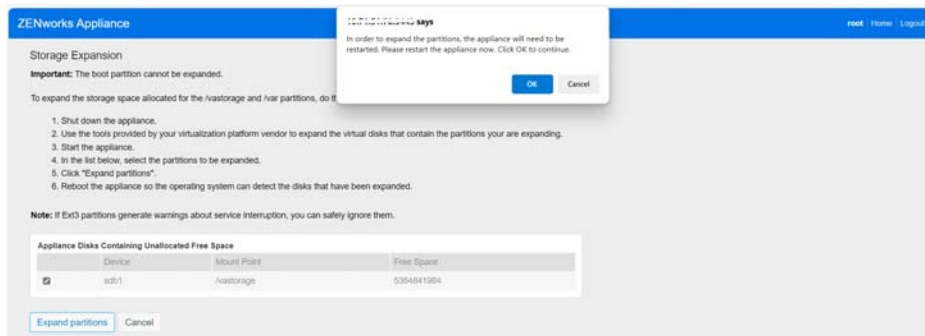 ZENworks Appliance
says
root Home Logout
In order to expand the partitions, the appliance will need to be
restarted. Please restart the appliance now. Click OK to continue.
OK Cancel
Storage Expansion
Important: The boot partition cannot be expanded.
To expand the storage space allocated for the /vastorage and /var partitions, do
1. Shut down the appliance.
2. Use the tools provided by your virtualization platform vendor to expand the virtual disks that contain the partitions your are expanding.
3. Start the appliance.
4. In the list below, select the partitions to be expanded.
5. Click "Expand partitions".
6. Reboot the appliance so the operating system can detect the disks that have been expanded.
Note: If Ext3 partitions generate warnings about service interruption, you can safely ignore them.
Appliance Disks Containing Unallocated Free Space
Device Mount Point Free Space
sdb1 /vastorage 5364841984
Expand partitions Cancel